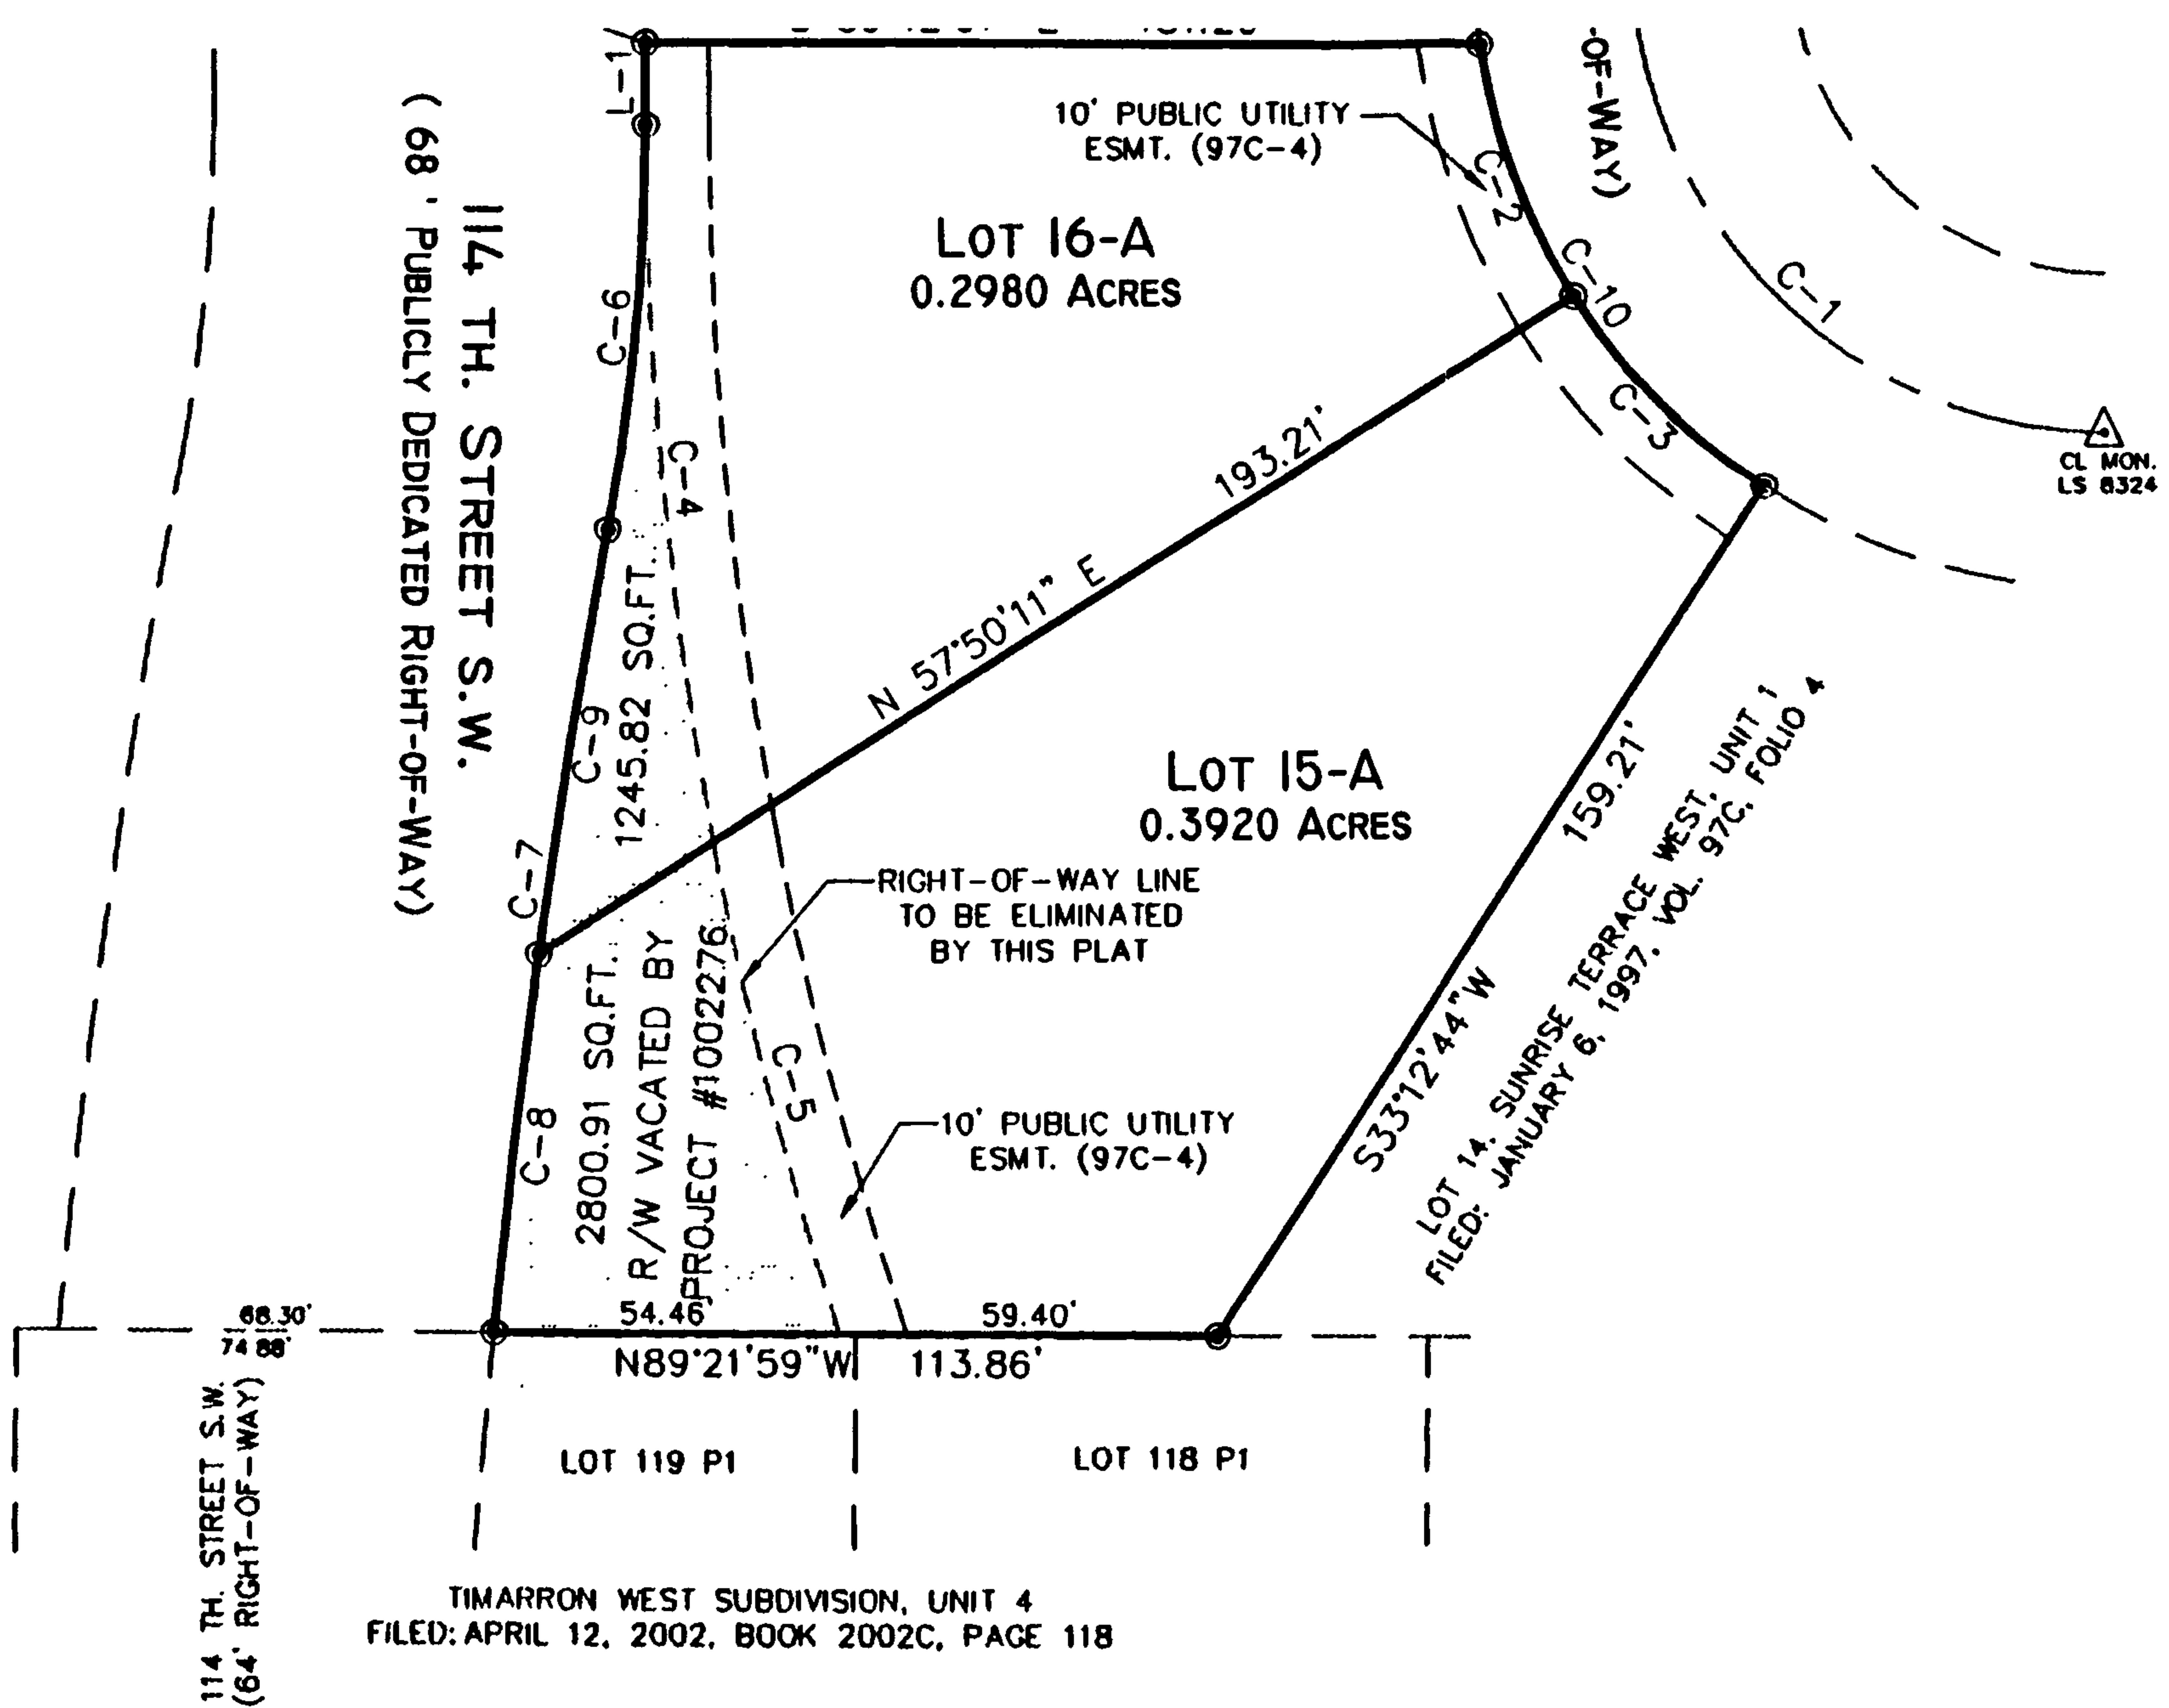 L-1
10' PUBLIC UTILITY
ESMT. (97C-4)
-OF-WAY)
C-2
C-10
C-1
C-3
CL MON.
LS 8324
LOT 16-A
0.2980 ACRES
114 TH. STREET S.W.
( 68 ' PUBLICLY DEDICATED RIGHT-OF-WAY)
C-6
C-4
193.21'
N 57°50'11" E
1245.82 SQ.FT.
C-9
C-7
LOT 15-A
0.3920 ACRES
159.21'
S33°12'44"W
LOT 14, SUNRISE TERRACE WEST, UNIT 1
FILED: JANUARY 6, 1997, VOL. 97C, FOLIO 4
RIGHT-OF-WAY LINE
TO BE ELIMINATED
BY THIS PLAT
C-5
C-8
2800.91 SQ.FT.
R/W VACATED BY
PROJECT #1002276
10' PUBLIC UTILITY
ESMT. (97C-4)
68.30'
74.88'
54.46'
59.40'
N89°21'59"W
113.86'
114 TH. STREET S.W.
(64' RIGHT-OF-WAY)
LOT 119 P1
LOT 118 P1
TIMARRON WEST SUBDIVISION, UNIT 4
FILED: APRIL 12, 2002, BOOK 2002C, PAGE 118